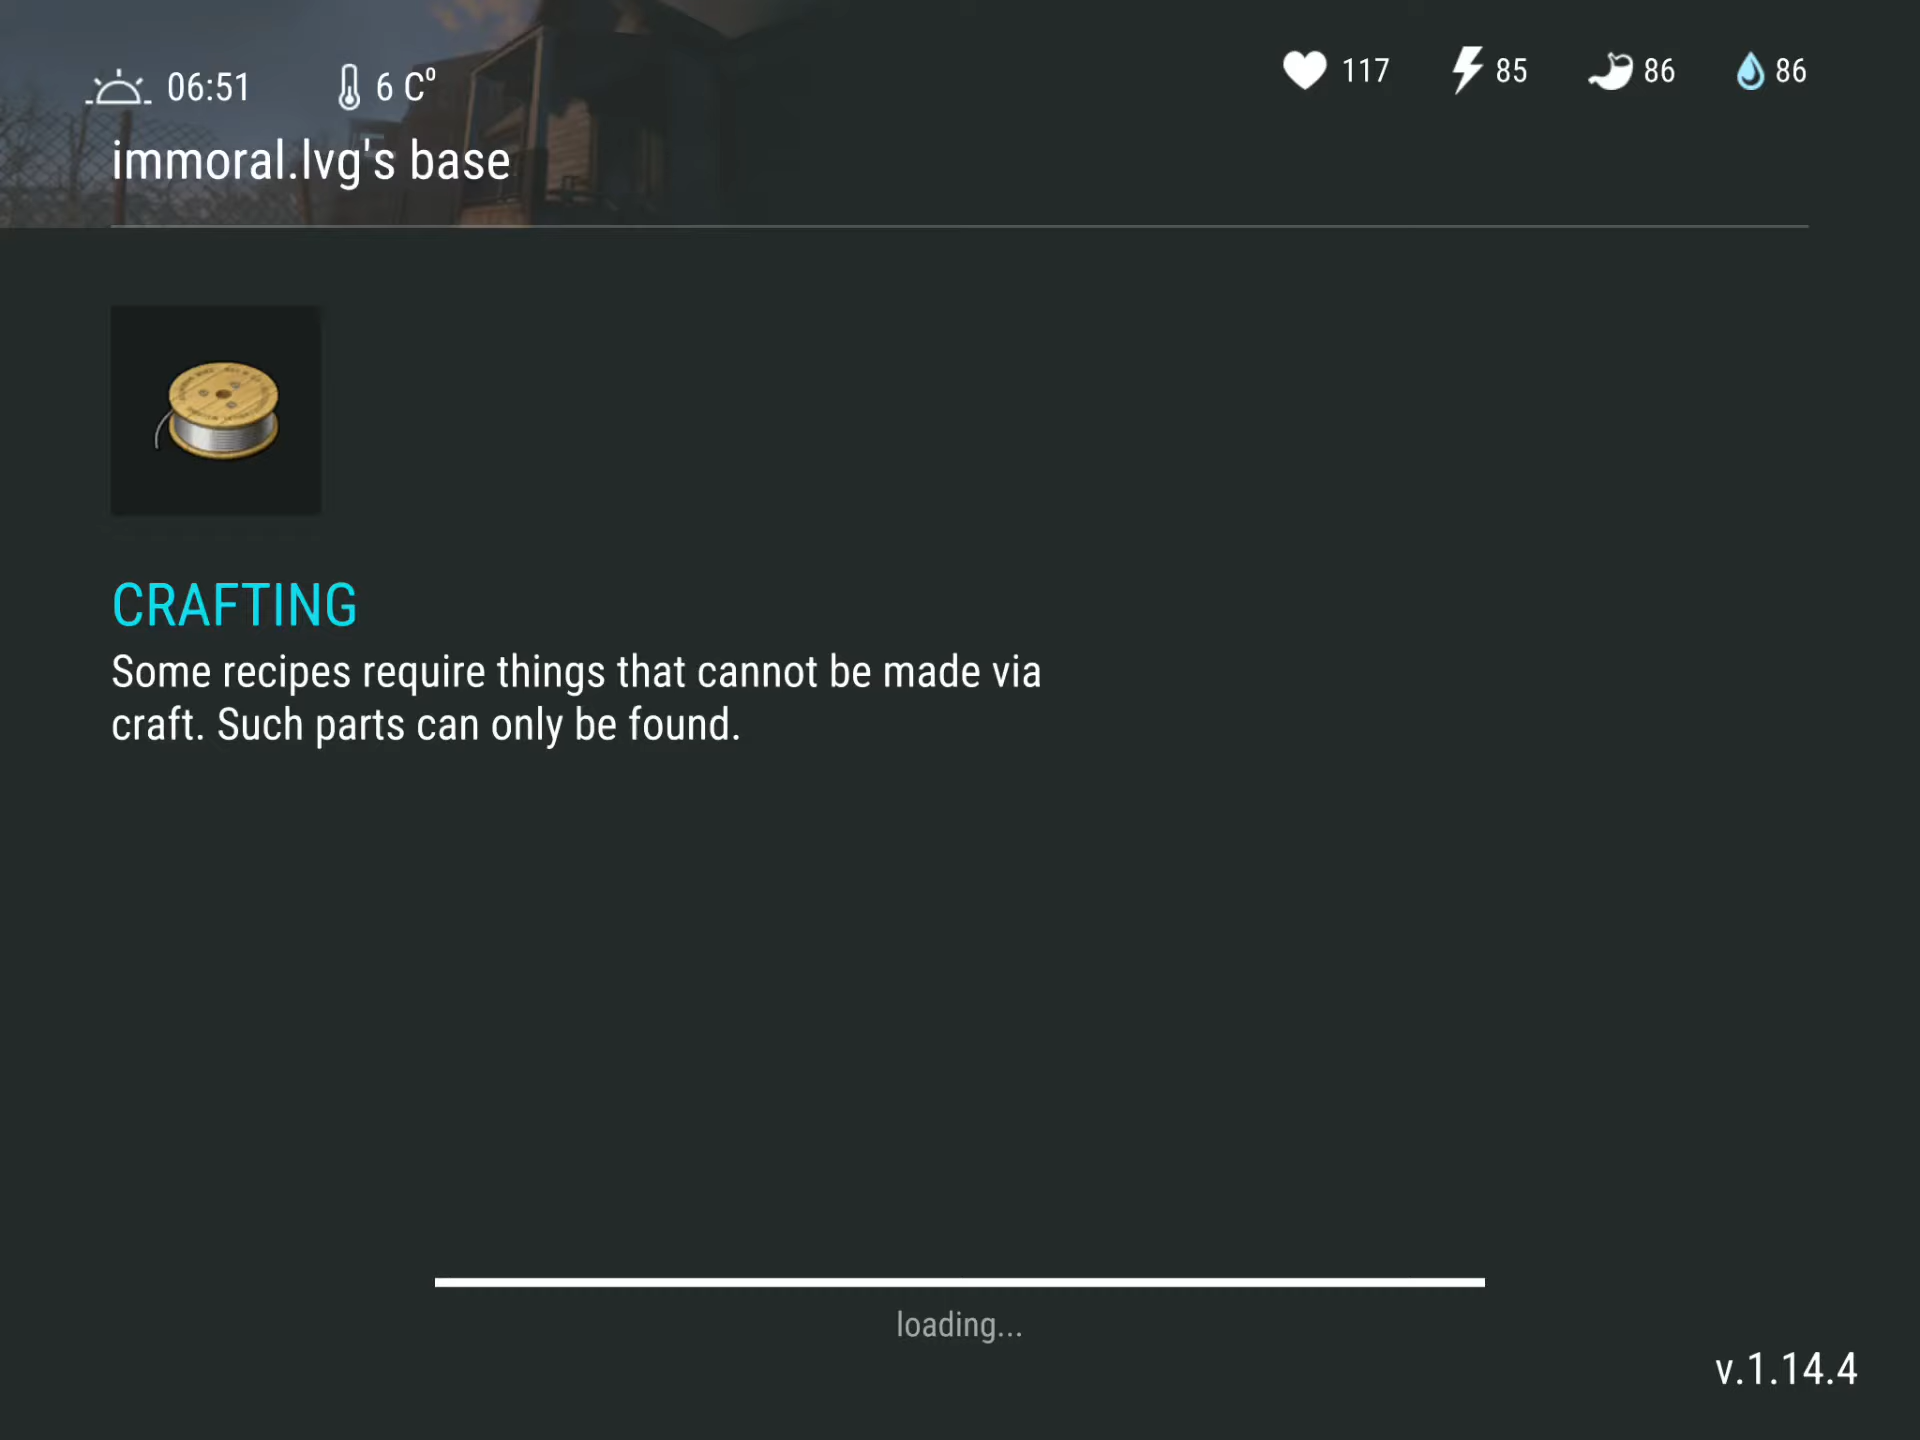 06:51 6 C⁰ 117 85 86 86
immoral.lvg's base
CRAFTING
Some recipes require things that cannot be made via
craft. Such parts can only be found.
loading...
v.1.14.4